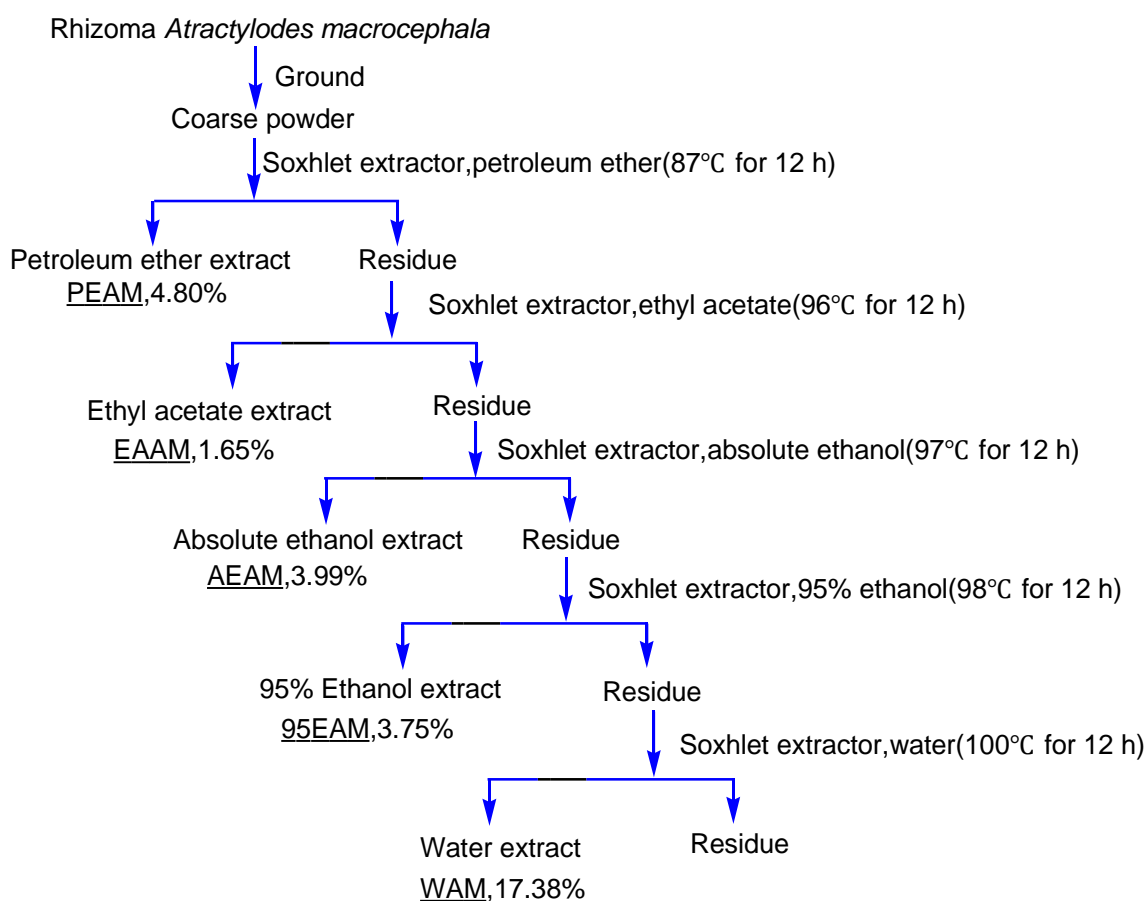 Rhizoma Atractylodes macrocephala
Ground
Coarse powder
Soxhlet extractor,petroleum ether(87℃ for 12 h)
Petroleum ether extract
PEAM,4.80%
Residue
Soxhlet extractor,ethyl acetate(96℃ for 12 h)
Ethyl acetate extract
EAAM,1.65%
Residue
Soxhlet extractor,absolute ethanol(97℃ for 12 h)
Absolute ethanol extract
AEAM,3.99%
Residue
Soxhlet extractor,95% ethanol(98℃ for 12 h)
95% Ethanol extract
95EAM,3.75%
Residue
Soxhlet extractor,water(100℃ for 12 h)
Water extract
WAM,17.38%
Residue